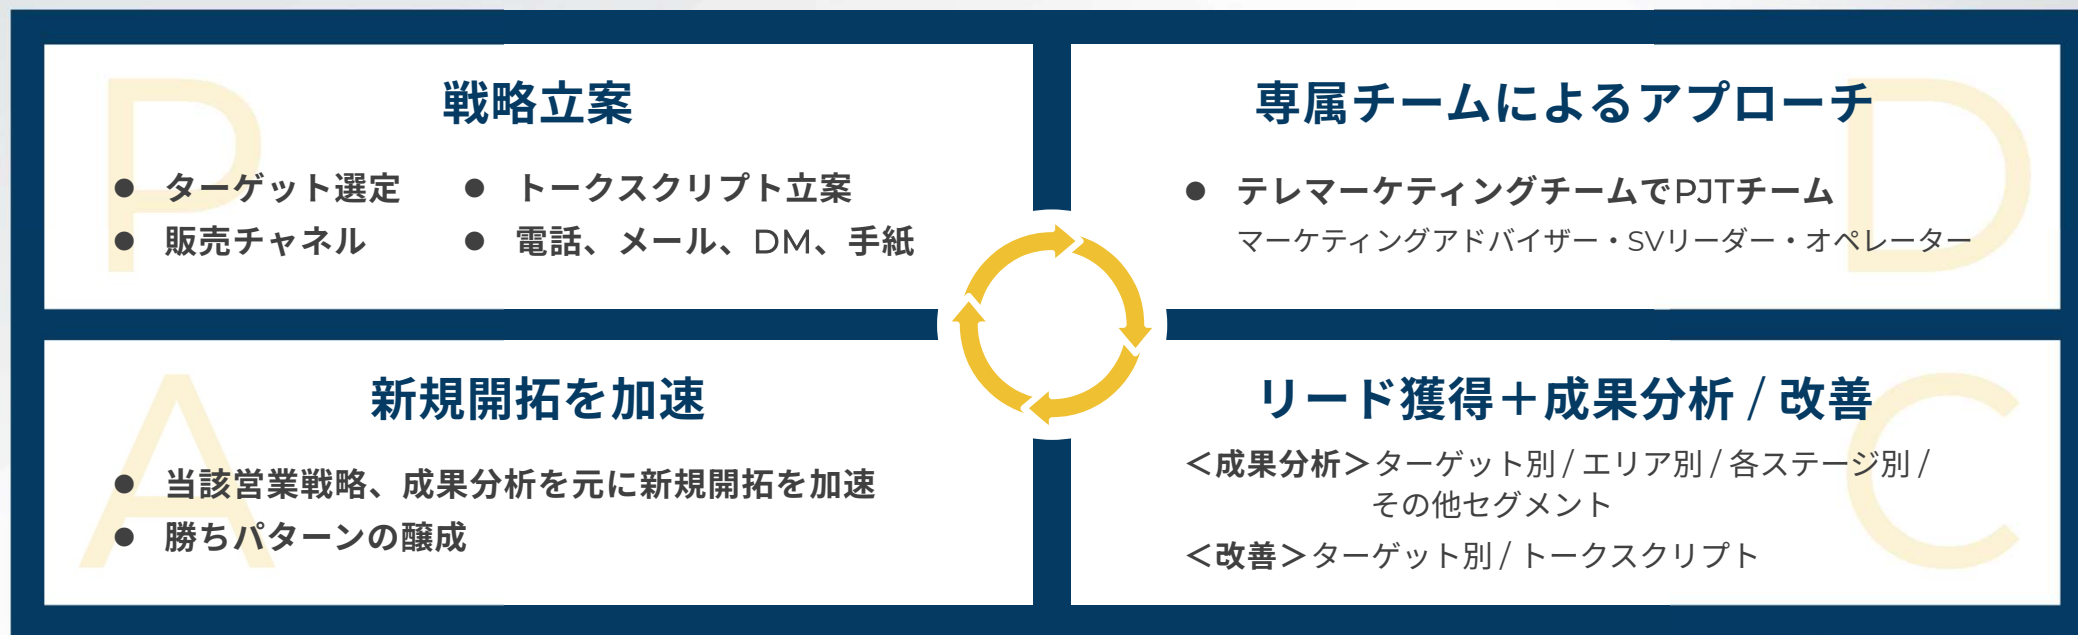 P
戦略立案
● ターゲット選定
● 販売チャネル
● トークスクリプト立案
● 電話、メール、DM、手紙
D
専属チームによるアプローチ
● テレマーケティングチームでPJTチーム
マーケティングアドバイザー・SVリーダー・オペレーター
A
新規開拓を加速
● 当該営業戦略、成果分析を元に新規開拓を加速
● 勝ちパターンの醸成
C
リード獲得＋成果分析 / 改善
＜成果分析＞ターゲット別 / エリア別 / 各ステージ別 /
その他セグメント
＜改善＞ターゲット別 / トークスクリプト